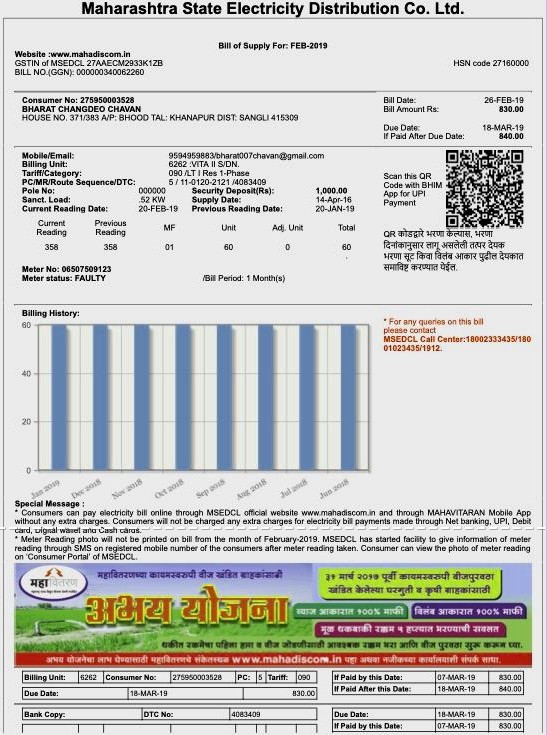 Maharashtra State Electricity Distribution Co. Ltd.
Bill of Supply For: FEB-2019
Website :www.mahadiscom.in
GSTIN of MSEDCL 27AAECM2933K1ZB
HSN code 27160000
BILL NO.(GGN): 000000340062260
Consumer No: 275950003528
Bill Date: 26-FEB-19
BHARAT CHANGDEO CHAVAN
Bill Amount Rs: 830.00
HOUSE NO. 371/383 A/P: BHOOD TAL: KHANAPUR DIST: SANGLI 415309
Due Date: 18-MAR-19
If Paid After Due Date: 840.00
Mobile/Email: 9594959883/bharat007chavan@gmail.com
Billing Unit: 6262 :VITA II S/DN.
Tariff/Category: 090 /LT I Res 1-Phase
PC/MR/Route Sequence/DTC: 5 / 11-0120-2121 /4083409
Pole No: 000000 Security Deposit(Rs): 1,000.00
Sanct. Load: .52 KW Supply Date: 14-Apr-16
Current Reading Date: 20-FEB-19 Previous Reading Date: 20-JAN-19
Scan this QR
Code with BHIM
App for UPI
Payment
QR कोडद्वारे भरणा केल्यास, भरणा
दिनांकानुसार लागू असलेली तत्पर देयक
भरणा सूट किंवा विलंब आकार पुढील देयकात
समाविष्ट करण्यात येईल.
Current Reading Previous Reading MF Unit Adj. Unit Total
358 358 01 60 0 60
Meter No: 06507509123
Meter status: FAULTY /Bill Period: 1 Month(s)
Billing History:
60
40
20
0
Jan 2019 Dec 2018 Nov 2018 Oct 2018 Sep 2018 Aug 2018 Jul 2018 Jun 2018
* For any queries on this bill
please contact
MSEDCL Call Center:18002333435/180
01023435/1912.
Special Message :
* Consumers can pay electricity bill online through MSEDCL official website www.mahadiscom.in and through MAHAVITARAN Mobile App
without any extra charges. Consumers will not be charged any extra charges for electricity bill payments made through Net banking, UPI, Debit
card, Digital wallet and Cash cards.
* Meter Reading photo will not be printed on bill from the month of February-2019. MSEDCL has started facility to give information of meter
reading through SMS on registered mobile number of the consumers after meter reading taken. Consumer can view the photo of meter reading
on 'Consumer Portal' of MSEDCL.
महावितरण
महावितरणच्या कायमस्वरुपी वीज खंडित ग्राहकांसाठी
अभय योजना
३१ मार्च २०१७ पूर्वी कायमस्वरुपी वीजपुरवठा
खंडित केलेल्या घरगुती व कृषी ग्राहकांसाठी
व्याज आकारात १००% माफी
विलंब आकारात १००% माफी
मूळ थकबाकी रक्कम ५ हप्त्यात भरण्याची सवलत
थकीत रकमेचा पहिला हप्ता व वीज जोडणीसाठी आवश्यक रक्कम भरा आणि वीज पुरवठा सुरू करून घ्या.
अभय योजनेचा लाभ घेण्यासाठी महावितरणचे संकेतस्थळ www.mahadiscom.in पहा अथवा नजीकच्या कार्यालयाशी संपर्क साधा.
Billing Unit: 6262 Consumer No: 275950003528 PC: 5 Tariff: 090
If Paid by this Date: 07-MAR-19 830.00
Due Date: 18-MAR-19 830.00
If Paid After this Date: 18-MAR-19 840.00
Bank Copy: DTC No: 4083409
Due Date: 18-MAR-19 830.00
If Paid by this Date: 07-MAR-19 830.00